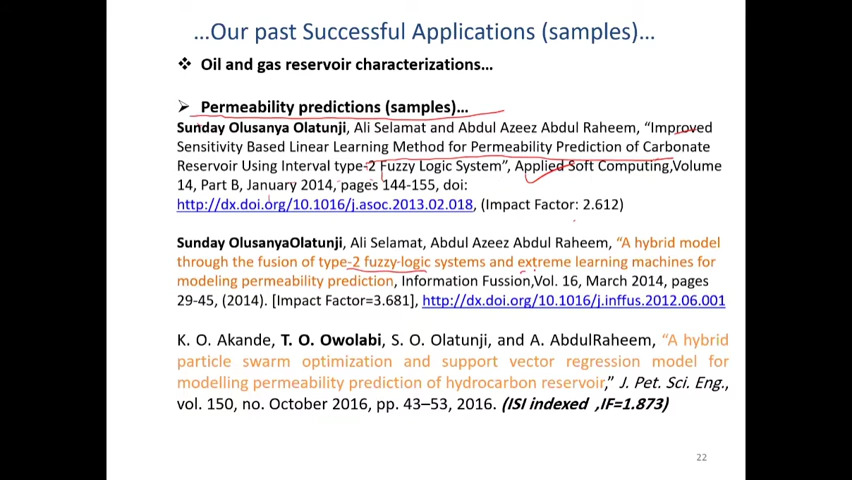 …Our past Successful Applications (samples)…
❖ Oil and gas reservoir characterizations…
➢ Permeability predictions (samples)…
Sunday Olusanya Olatunji, Ali Selamat and Abdul Azeez Abdul Raheem, “Improved
Sensitivity Based Linear Learning Method for Permeability Prediction of Carbonate
Reservoir Using Interval type-2 Fuzzy Logic System”, Applied Soft Computing,Volume
14, Part B, January 2014, pages 144-155, doi:
http://dx.doi.org/10.1016/j.asoc.2013.02.018, (Impact Factor: 2.612)
Sunday OlusanyaOlatunji, Ali Selamat, Abdul Azeez Abdul Raheem, “A hybrid model
through the fusion of type-2 fuzzy-logic systems and extreme learning machines for
modeling permeability prediction, Information Fussion,Vol. 16, March 2014, pages
29-45, (2014). [Impact Factor=3.681], http://dx.doi.org/10.1016/j.inffus.2012.06.001
K. O. Akande, T. O. Owolabi, S. O. Olatunji, and A. AbdulRaheem, “A hybrid
particle swarm optimization and support vector regression model for
modelling permeability prediction of hydrocarbon reservoir,” J. Pet. Sci. Eng.,
vol. 150, no. October 2016, pp. 43–53, 2016. (ISI indexed ,IF=1.873)
22